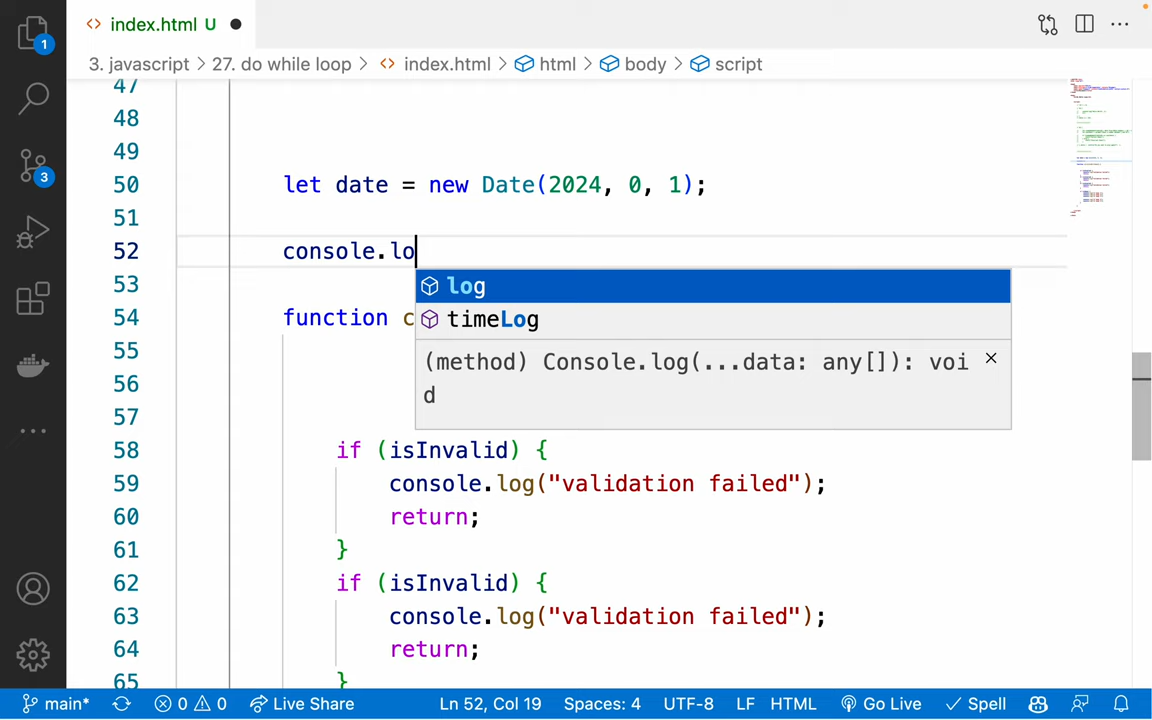 index.html U
3. javascript > 27. do while loop > index.html > html > body > script
1
3
47
48
49
50 let date = new Date(2024, 0, 1);
51
52 console.lo
log
timeLog
(method) Console.log(...data: any[]): voi
d
53
54 function c
55
56
57
58 if (isInvalid) {
59 console.log("validation failed");
60 return;
61 }
62 if (isInvalid) {
63 console.log("validation failed");
64 return;
65 }
main* 0 0 Live Share Ln 52, Col 19 Spaces: 4 UTF-8 LF HTML Go Live Spell